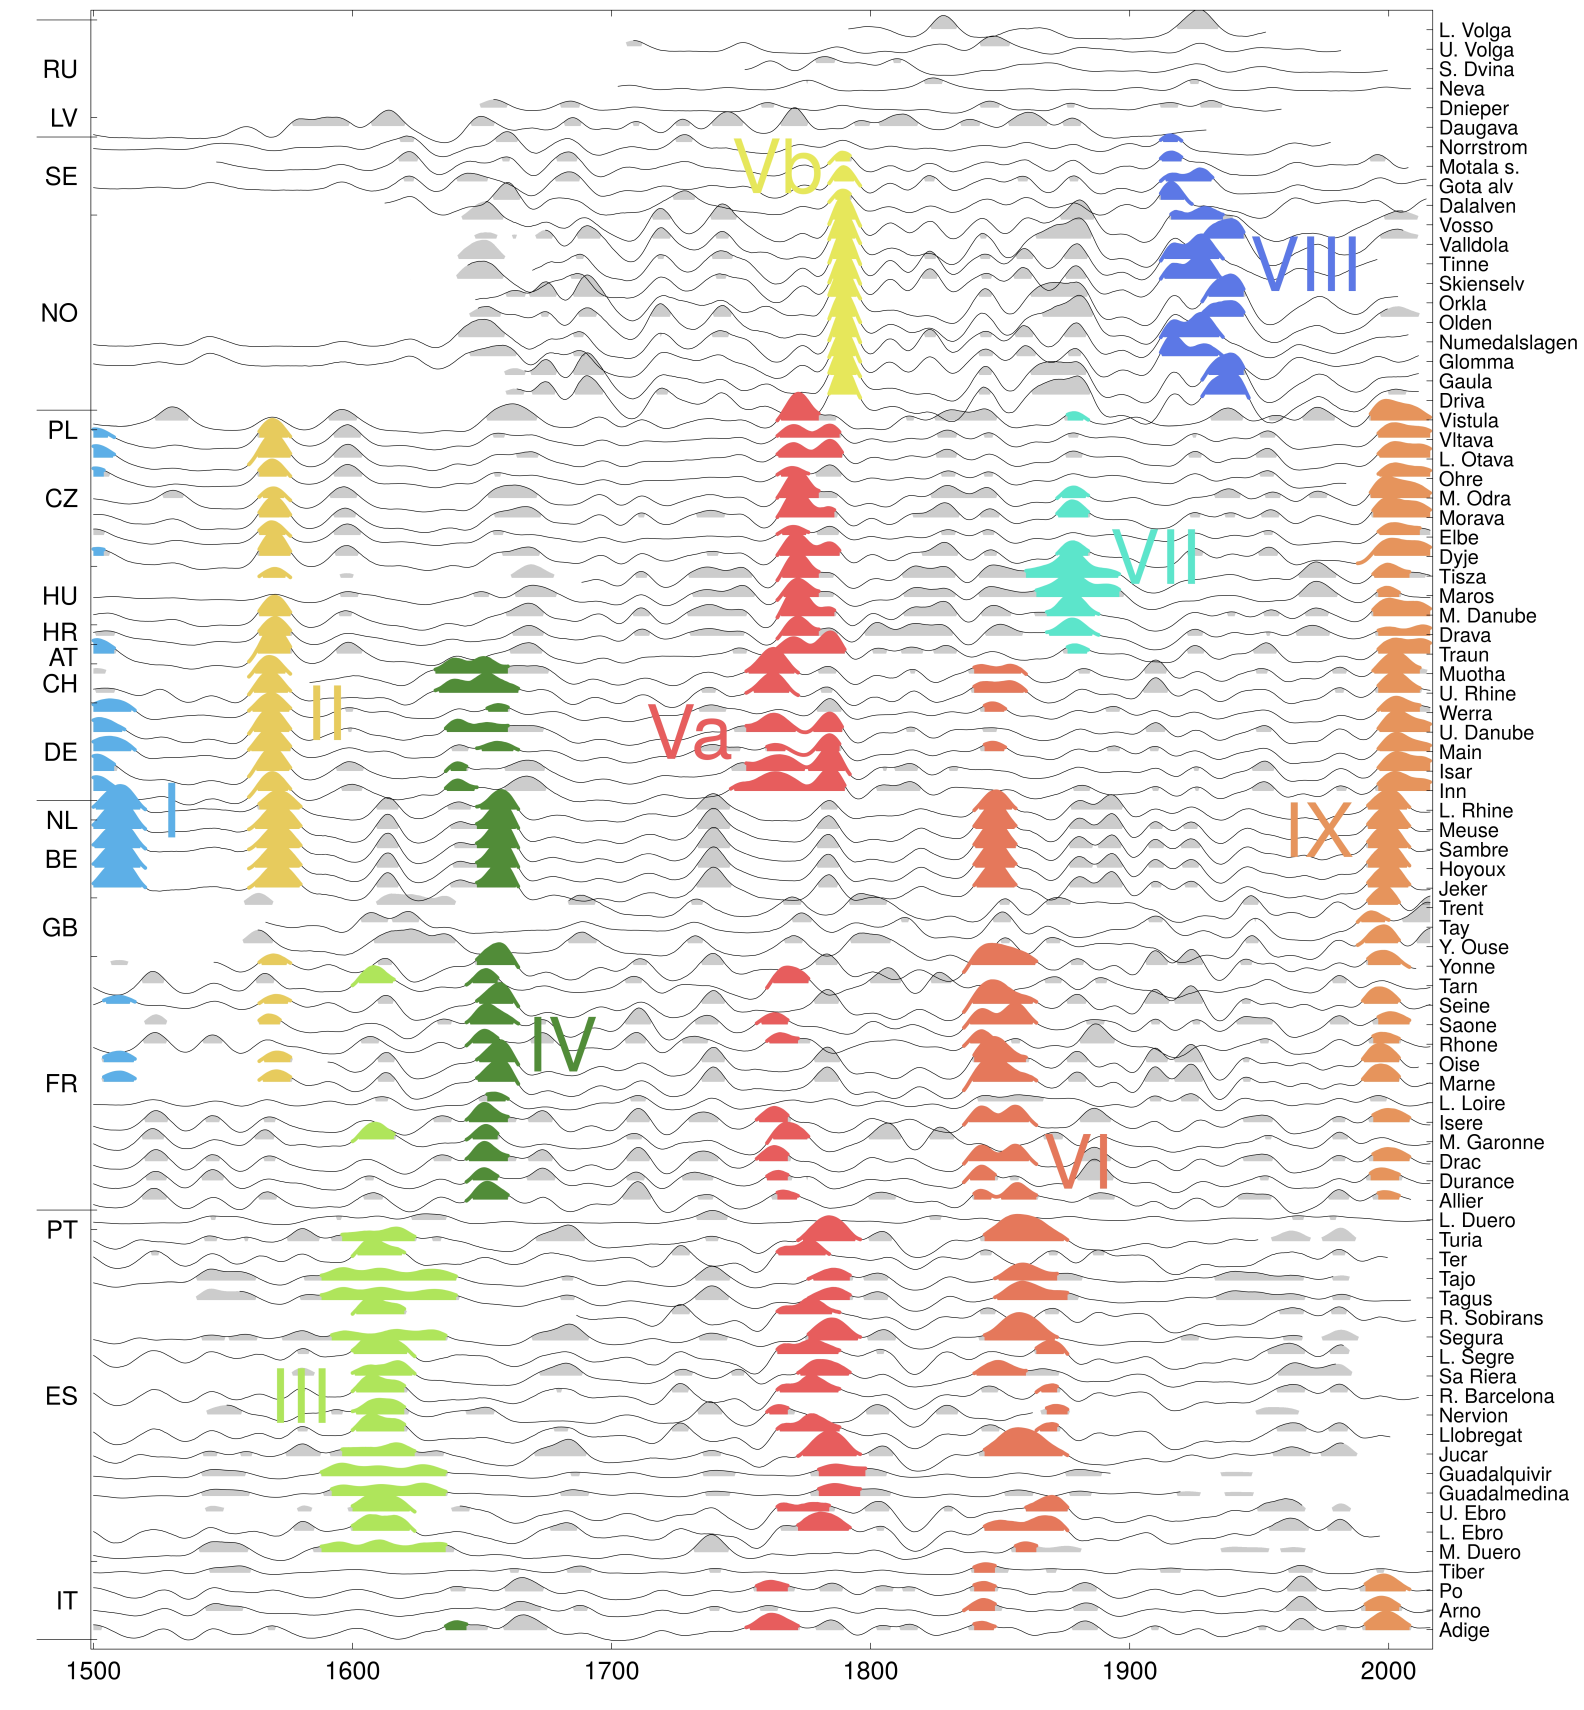 L. Volga
U. Volga
RU
S. Dvina
Neva
Dnieper
LV
Daugava
Norrstrom
Vb
Motala s.
SE
Gota alv
Dalalven
Vosso
Valldola
VIII
Tinne
Skienselv
Orkla
NO
Olden
Numedalslagen
Glomma
Gaula
Driva
Vistula
PL
Vltava
L. Otava
Ohre
CZ
M. Odra
Morava
Elbe
VII
Dyje
Tisza
HU
Maros
M. Danube
HR
Drava
AT
Traun
Muotha
CH
U. Rhine
II
Werra
Va
U. Danube
DE
Main
Isar
Inn
I
L. Rhine
NL
IX
Meuse
Sambre
BE
Hoyoux
Jeker
Trent
GB
Tay
Y. Ouse
Yonne
Tarn
Seine
Saone
IV
Rhone
Oise
FR
Marne
L. Loire
Isere
M. Garonne
VI
Drac
Durance
Allier
L. Duero
PT
Turia
Ter
Tajo
Tagus
R. Sobirans
Segura
L. Segre
Sa Riera
III
ES
R. Barcelona
Nervion
Llobregat
Jucar
Guadalquivir
Guadalmedina
U. Ebro
L. Ebro
M. Duero
Tiber
Po
IT
Arno
Adige
1500 1600 1700 1800 1900 2000